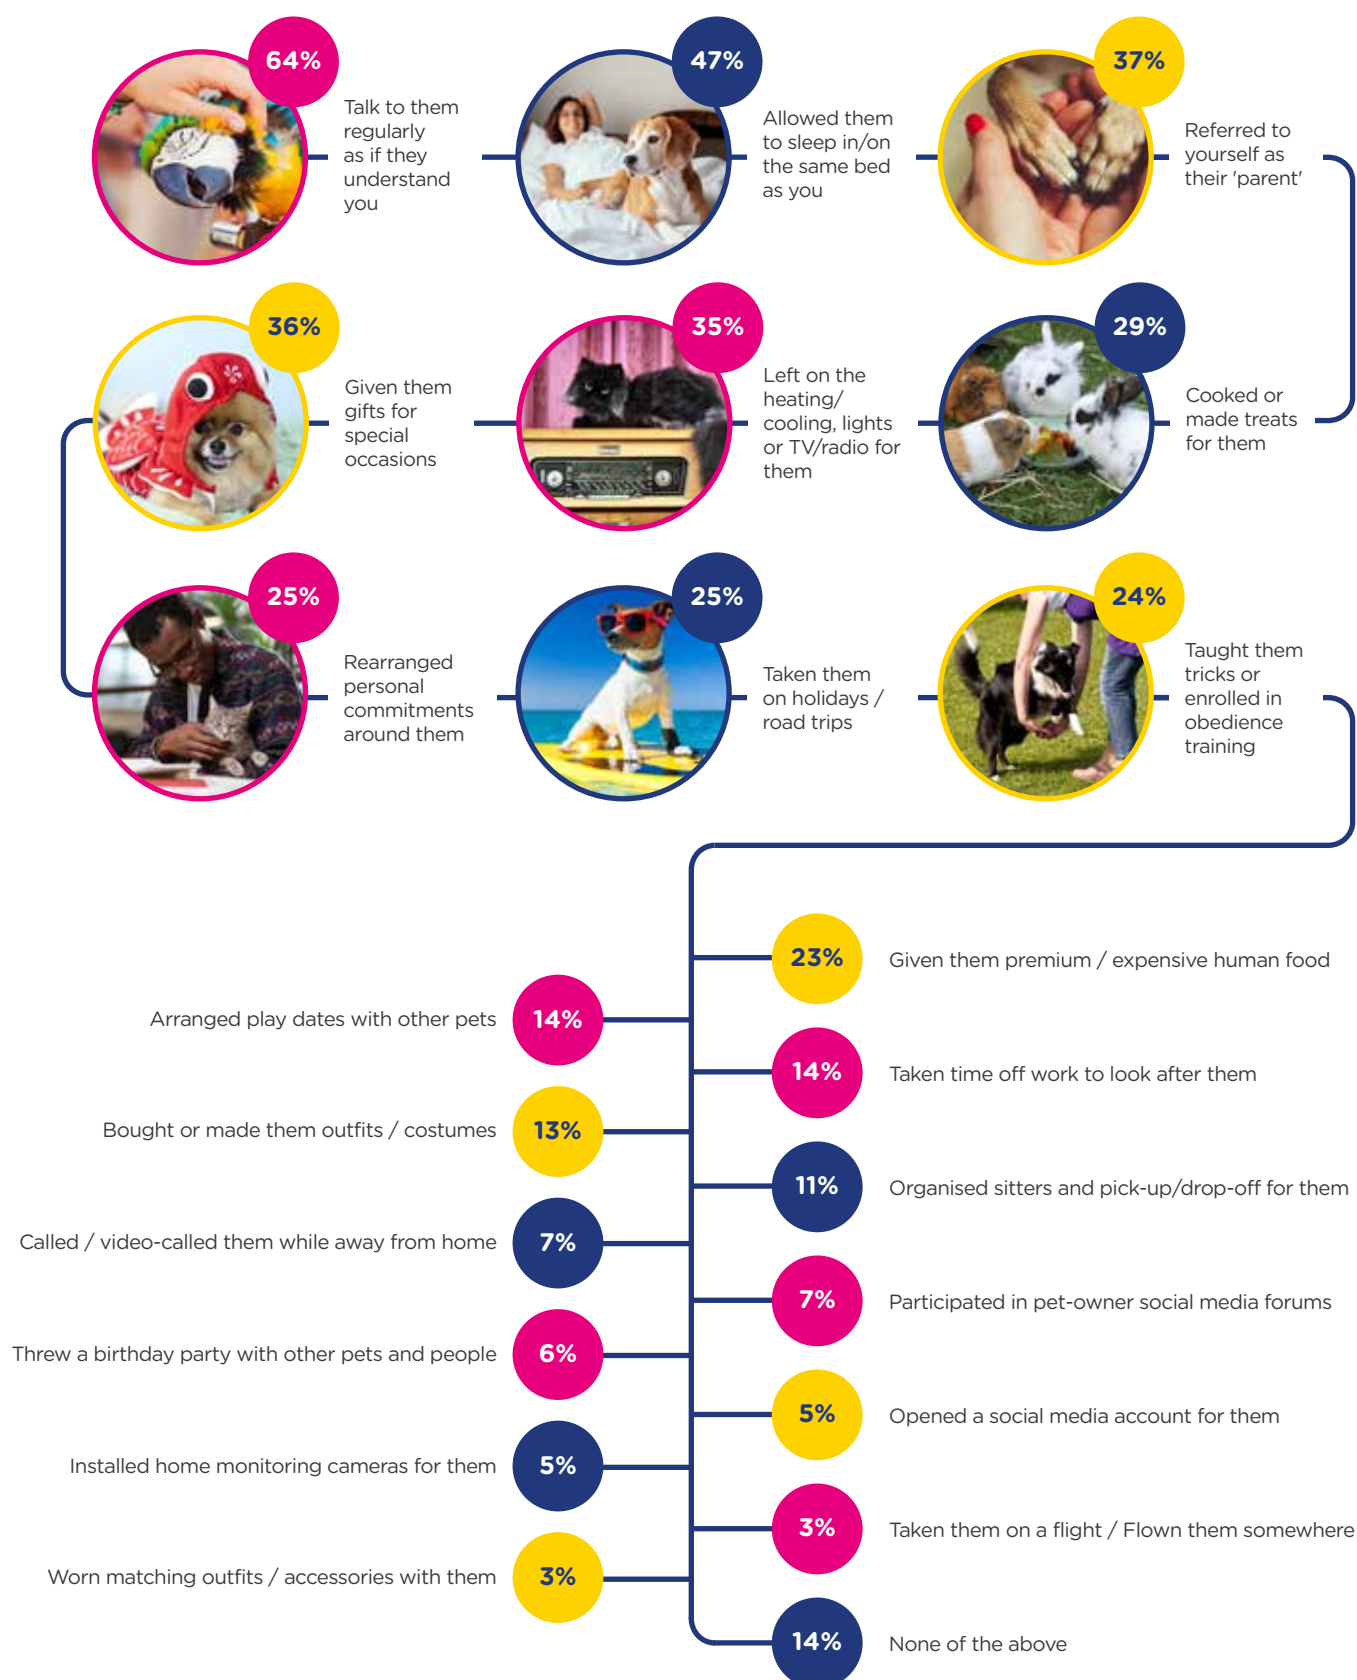 64%
Talk to them
regularly
as if they
understand
you
47%
Allowed them
to sleep in/on
the same bed
as you
37%
Referred to
yourself as
their 'parent'
36%
Given them
gifts for
special
occasions
35%
Left on the
heating/
cooling, lights
or TV/radio for
them
29%
Cooked or
made treats
for them
25%
Rearranged
personal
commitments
around them
25%
Taken them
on holidays /
road trips
24%
Taught them
tricks or
enrolled in
obedience
training
23%
Given them premium / expensive human food
Arranged play dates with other pets
14%
14%
Taken time off work to look after them
Bought or made them outfits / costumes
13%
11%
Organised sitters and pick-up/drop-off for them
Called / video-called them while away from home
7%
7%
Participated in pet-owner social media forums
Threw a birthday party with other pets and people
6%
5%
Opened a social media account for them
Installed home monitoring cameras for them
5%
3%
Taken them on a flight / Flown them somewhere
Worn matching outfits / accessories with them
3%
14%
None of the above